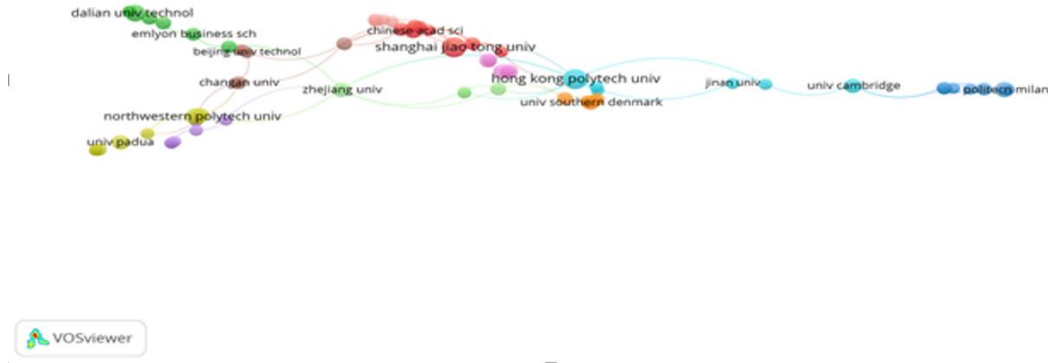 dalian univ technol
emlyon business sch
beijing univ technol
chinese acad sci
shanghai jiao tong univ
changan univ
zhejiang univ
hong kong polytech univ
univ southern denmark
jinan univ
univ cambridge
politecn milan
northwestern polytech univ
univ padua
VOSviewer